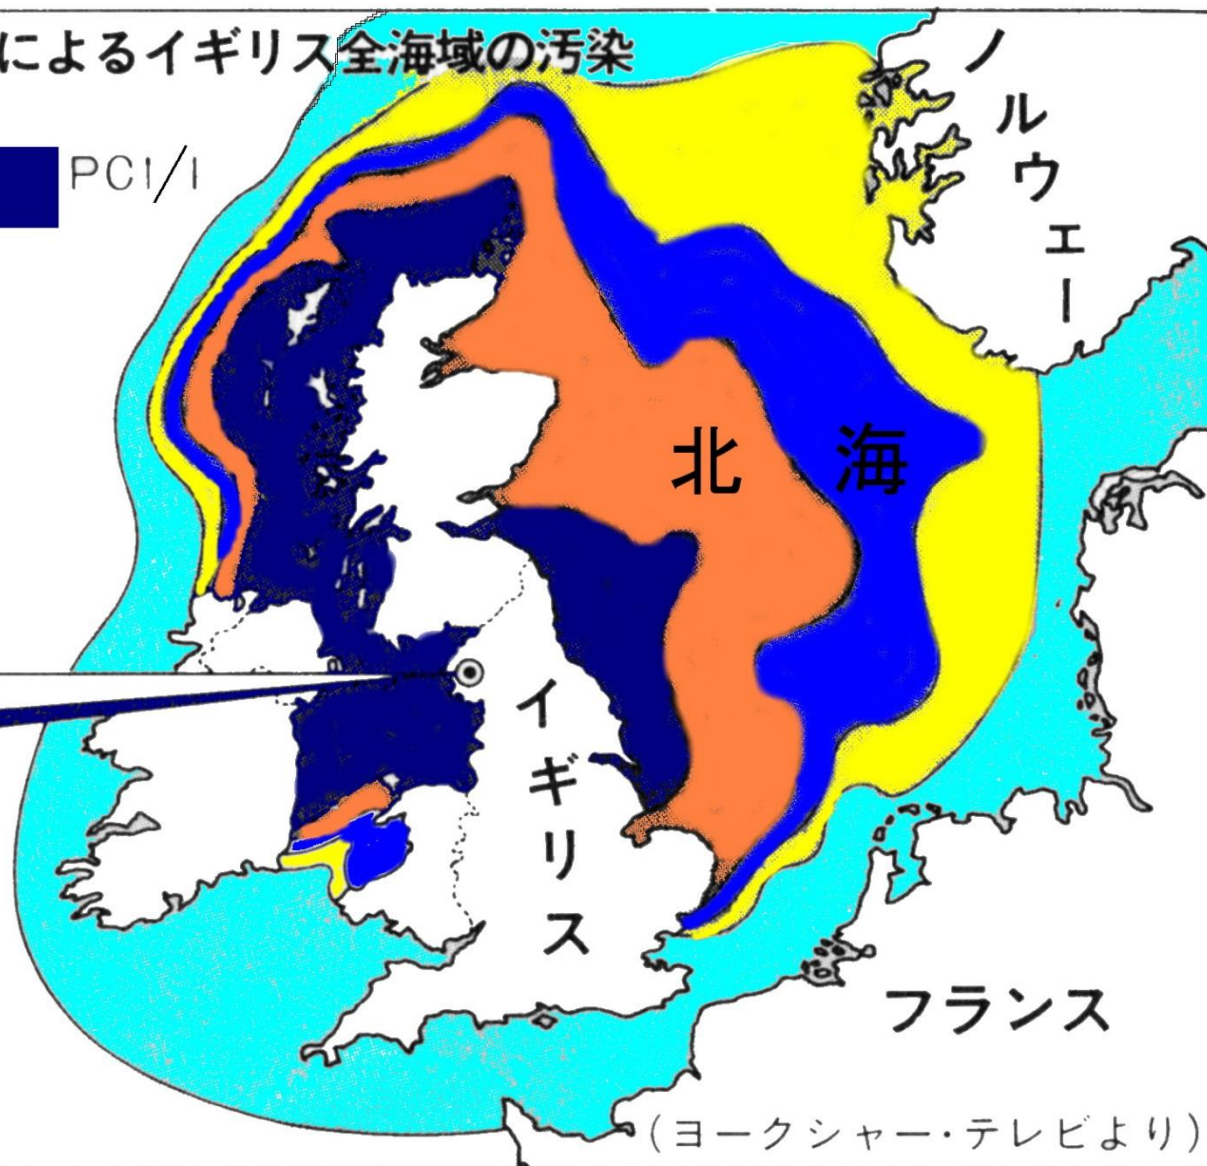 によるイギリス全海域の汚染
PCI/I
ノルウェー
北海
イギリス
フランス
(ヨークシャー・テレビより)